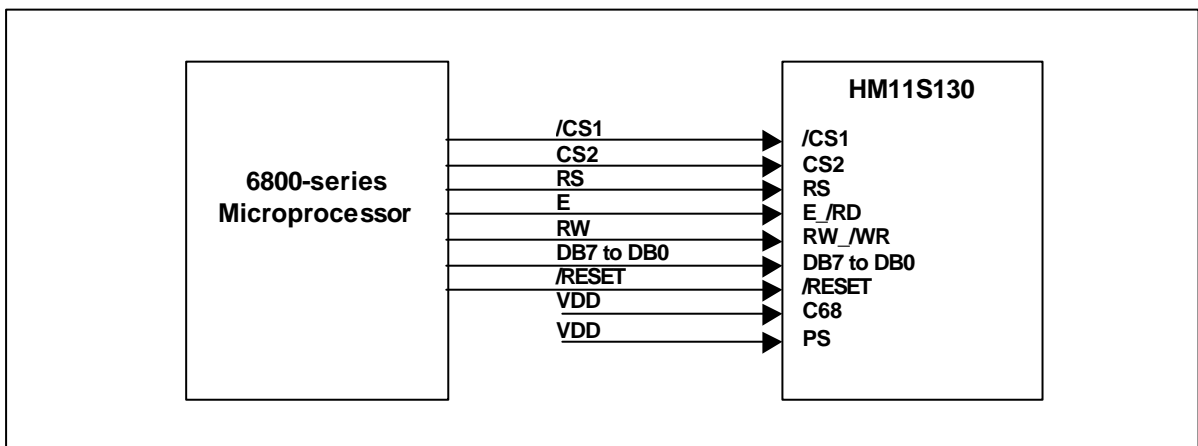 HM11S130
6800-series
Microprocessor
/CS1
CS2
RS
E
RW
DB7 to DB0
/RESET
VDD
VDD
/CS1
CS2
RS
E_/RD
RW_/WR
DB7 to DB0
/RESET
C68
PS